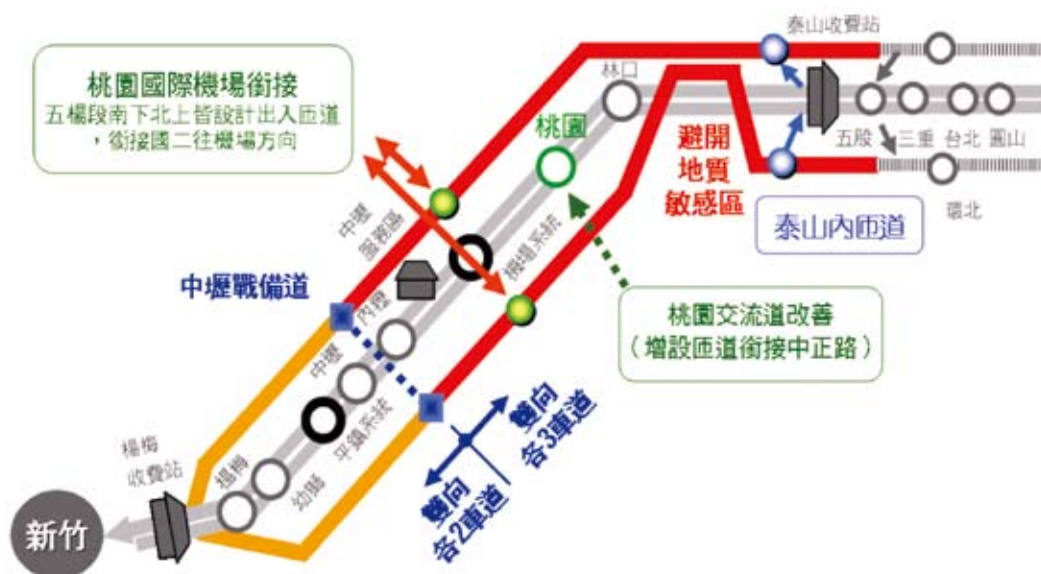 泰山收費站
桃園國際機場銜接
五楊段南下北上皆設計出入匝道
，銜接國二往機場方向
林口
桃園
避開
地質
敏感區
五股
三重
台北
圓山
環北
泰山內匝道
中壢
服務區
機場系統
中壢戰備道
內壢
中壢
平鎮系統
桃園交流道改善
（增設匝道銜接中正路）
雙向
各3車道
雙向
各2車道
楊梅
收費站
楊梅
幼獅
新竹